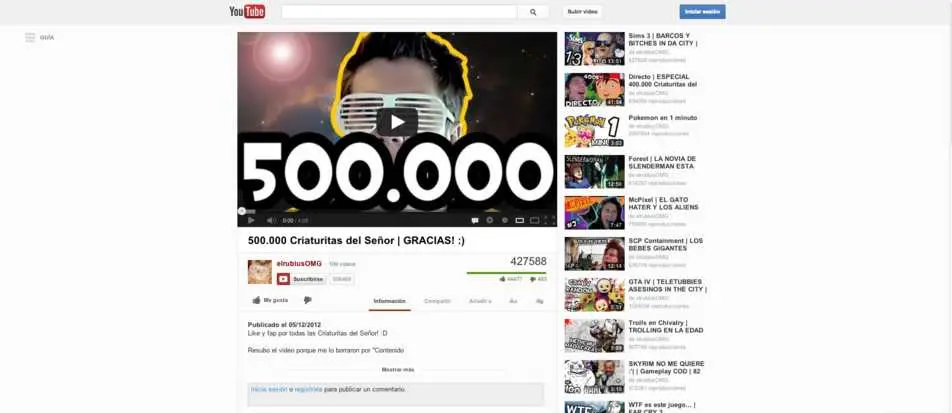 YouTube
Subir vídeo
Iniciar sesión
GUÍA
500.000
0:00 / 4:05
500.000 Criaturitas del Señor | GRACIAS! :)
elrubiusOMG
Suscribirse
427588
Me gusta
Información
Compartir
Añadir a
Publicado el 05/12/2012
Like y fap por todas las Criaturitas del Señor! :D
Resubo el video porque me lo borraron por "Contenido
Mostrar más
Inicia sesión o regístrate para publicar un comentario.
Sims 3 | BARCOS Y
BITCHES IN DA CITY |
de elrubiusOMG
13
13:51
Directo | ESPECIAL
400.000 Criaturitas del
de elrubiusOMG
DIRECTO
41:54
Pokemon en 1 minuto
de elrubiusOMG
POKEMON
1
3:03
Forest | LA NOVIA DE
SLENDERMAN ESTA
de elrubiusOMG
12:50
McPixel | EL GATO
HATER Y LOS ALIENS
de elrubiusOMG
MCPIXEL
7:47
SCP Containment | LOS
BEBES GIGANTES
de elrubiusOMG
12:14
GTA IV | TELETUBBIES
ASESINOS IN THE CITY |
de elrubiusOMG
Trolls en Chivalry |
TROLLING EN LA EDAD
de elrubiusOMG
SKYRIM NO ME QUIERE
:'( | Gameplay COD | 82
de elrubiusOMG
WTF es este juego... |
FAR CRY 3
WTF